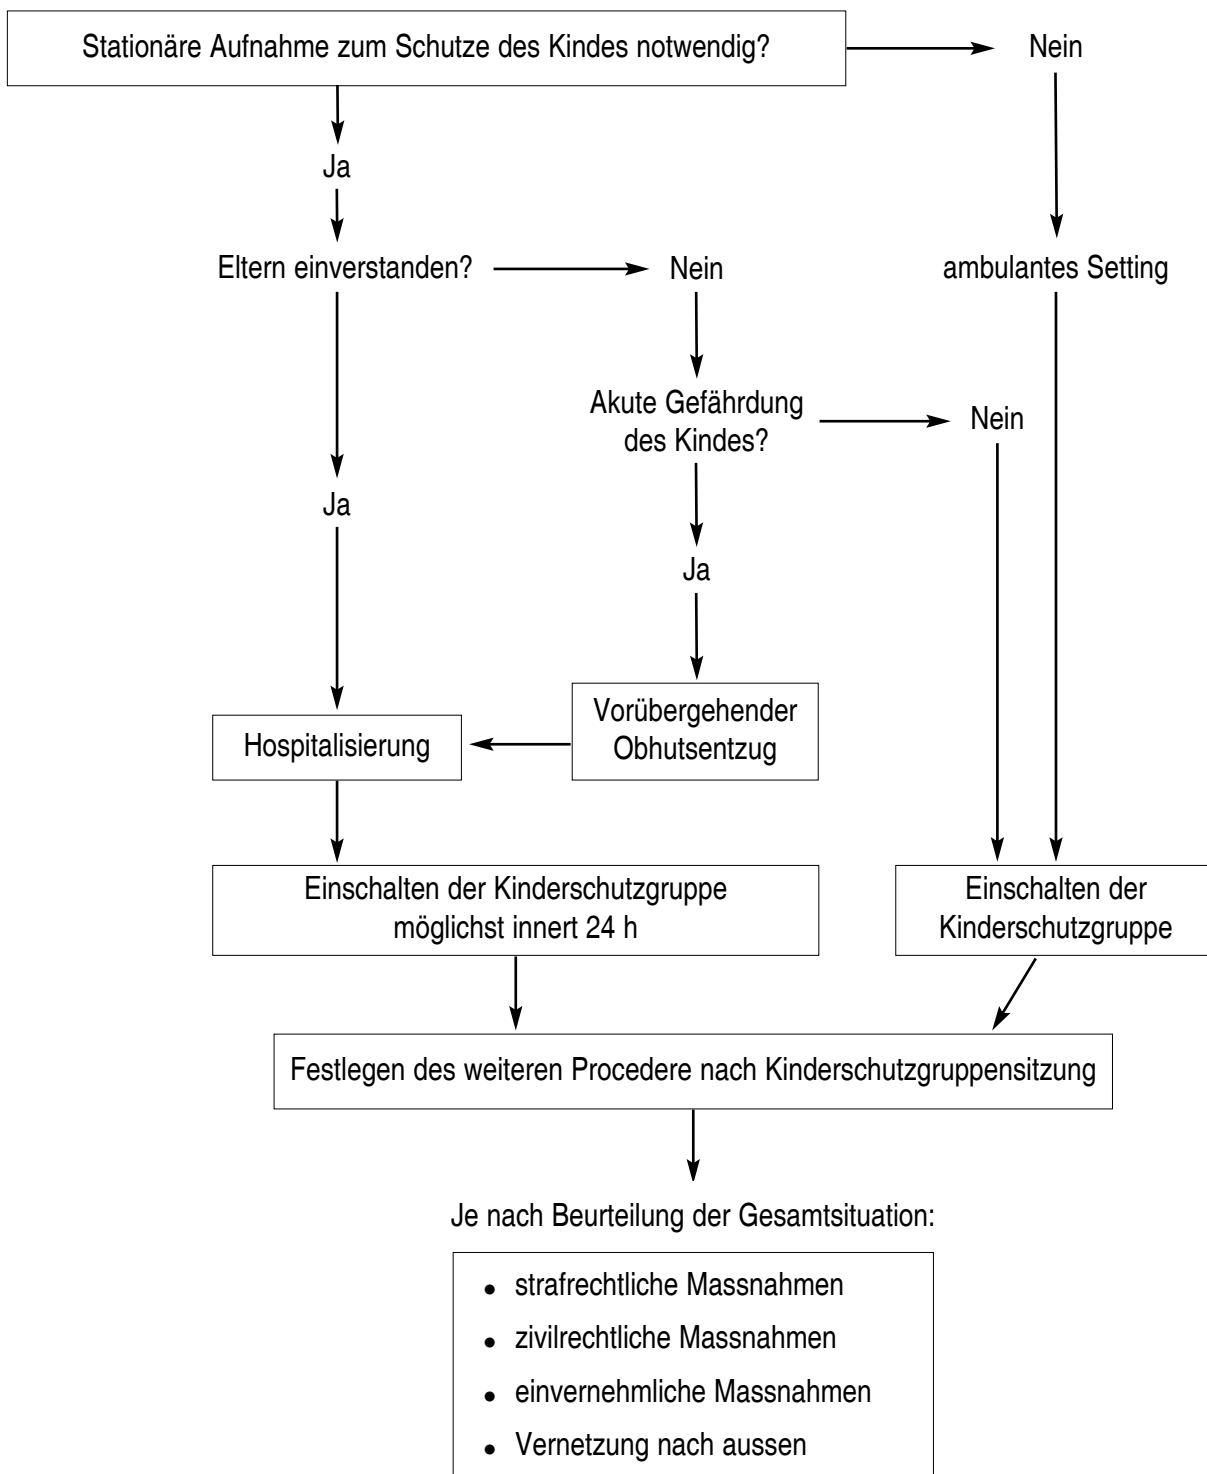 Stationäre Aufnahme zum Schutze des Kindes notwendig?
Nein
Ja
Eltern einverstanden?
Nein
ambulantes Setting
Akute Gefährdung
des Kindes?
Nein
Ja
Ja
Vorübergehender
Obhutsentzug
Hospitalisierung
Einschalten der Kinderschutzgruppe
möglichst innert 24 h
Einschalten der
Kinderschutzgruppe
Festlegen des weiteren Procedere nach Kinderschutzgruppensitzung
Je nach Beurteilung der Gesamtsituation:
• strafrechtliche Massnahmen
• zivilrechtliche Massnahmen
• einvernehmliche Massnahmen
• Vernetzung nach aussen